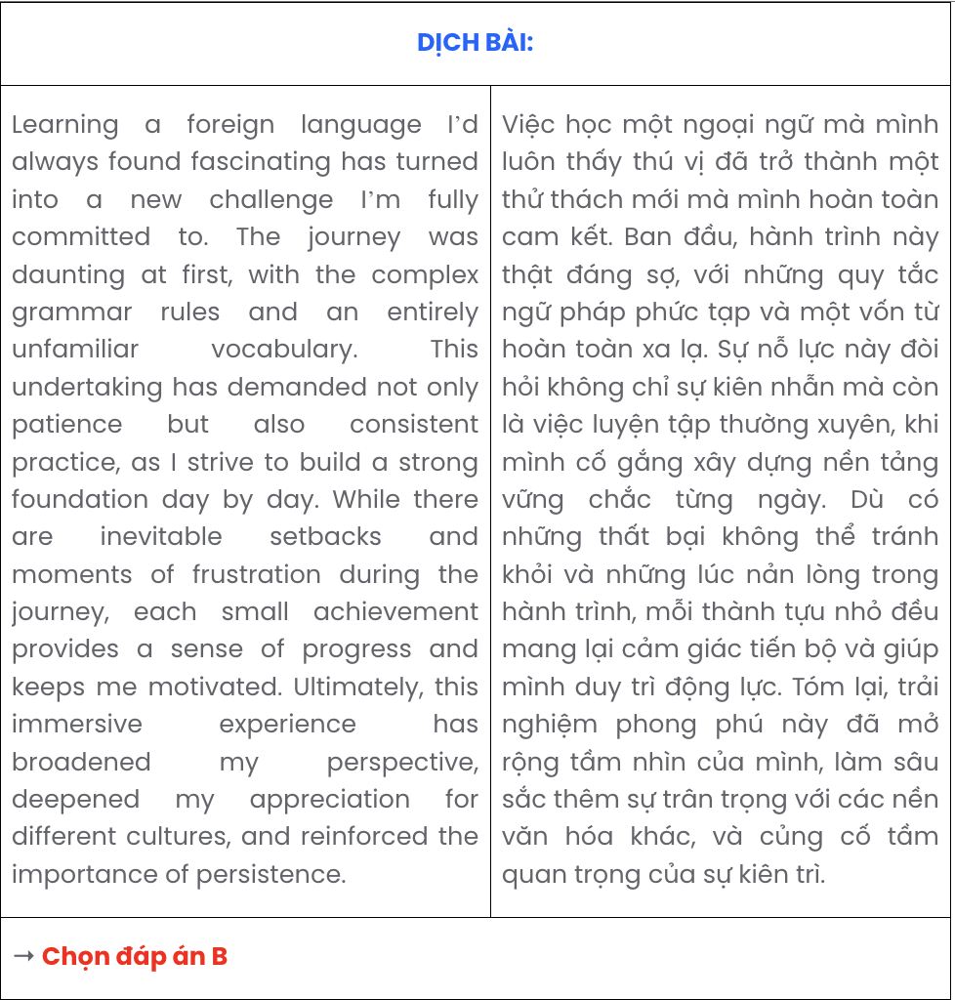 DỊCH BÀI:
Learning a foreign language I’d
always found fascinating has turned
into a new challenge I’m fully
committed to. The journey was
daunting at first, with the complex
grammar rules and an entirely
unfamiliar vocabulary. This
undertaking has demanded not only
patience but also consistent
practice, as I strive to build a strong
foundation day by day. While there
are inevitable setbacks and
moments of frustration during the
journey, each small achievement
provides a sense of progress and
keeps me motivated. Ultimately, this
immersive experience has
broadened my perspective,
deepened my appreciation for
different cultures, and reinforced the
importance of persistence.
Việc học một ngoại ngữ mà mình
luôn thấy thú vị đã trở thành một
thử thách mới mà mình hoàn toàn
cam kết. Ban đầu, hành trình này
thật đáng sợ, với những quy tắc
ngữ pháp phức tạp và một vốn từ
hoàn toàn xa lạ. Sự nỗ lực này đòi
hỏi không chỉ sự kiên nhẫn mà còn
là việc luyện tập thường xuyên, khi
mình cố gắng xây dựng nền tảng
vững chắc từng ngày. Dù có
những thất bại không thể tránh
khỏi và những lúc nản lòng trong
hành trình, mỗi thành tựu nhỏ đều
mang lại cảm giác tiến bộ và giúp
mình duy trì động lực. Tóm lại, trải
nghiệm phong phú này đã mở
rộng tầm nhìn của mình, làm sâu
sắc thêm sự trân trọng với các nền
văn hóa khác, và củng cố tầm
quan trọng của sự kiên trì.
→ Chọn đáp án B